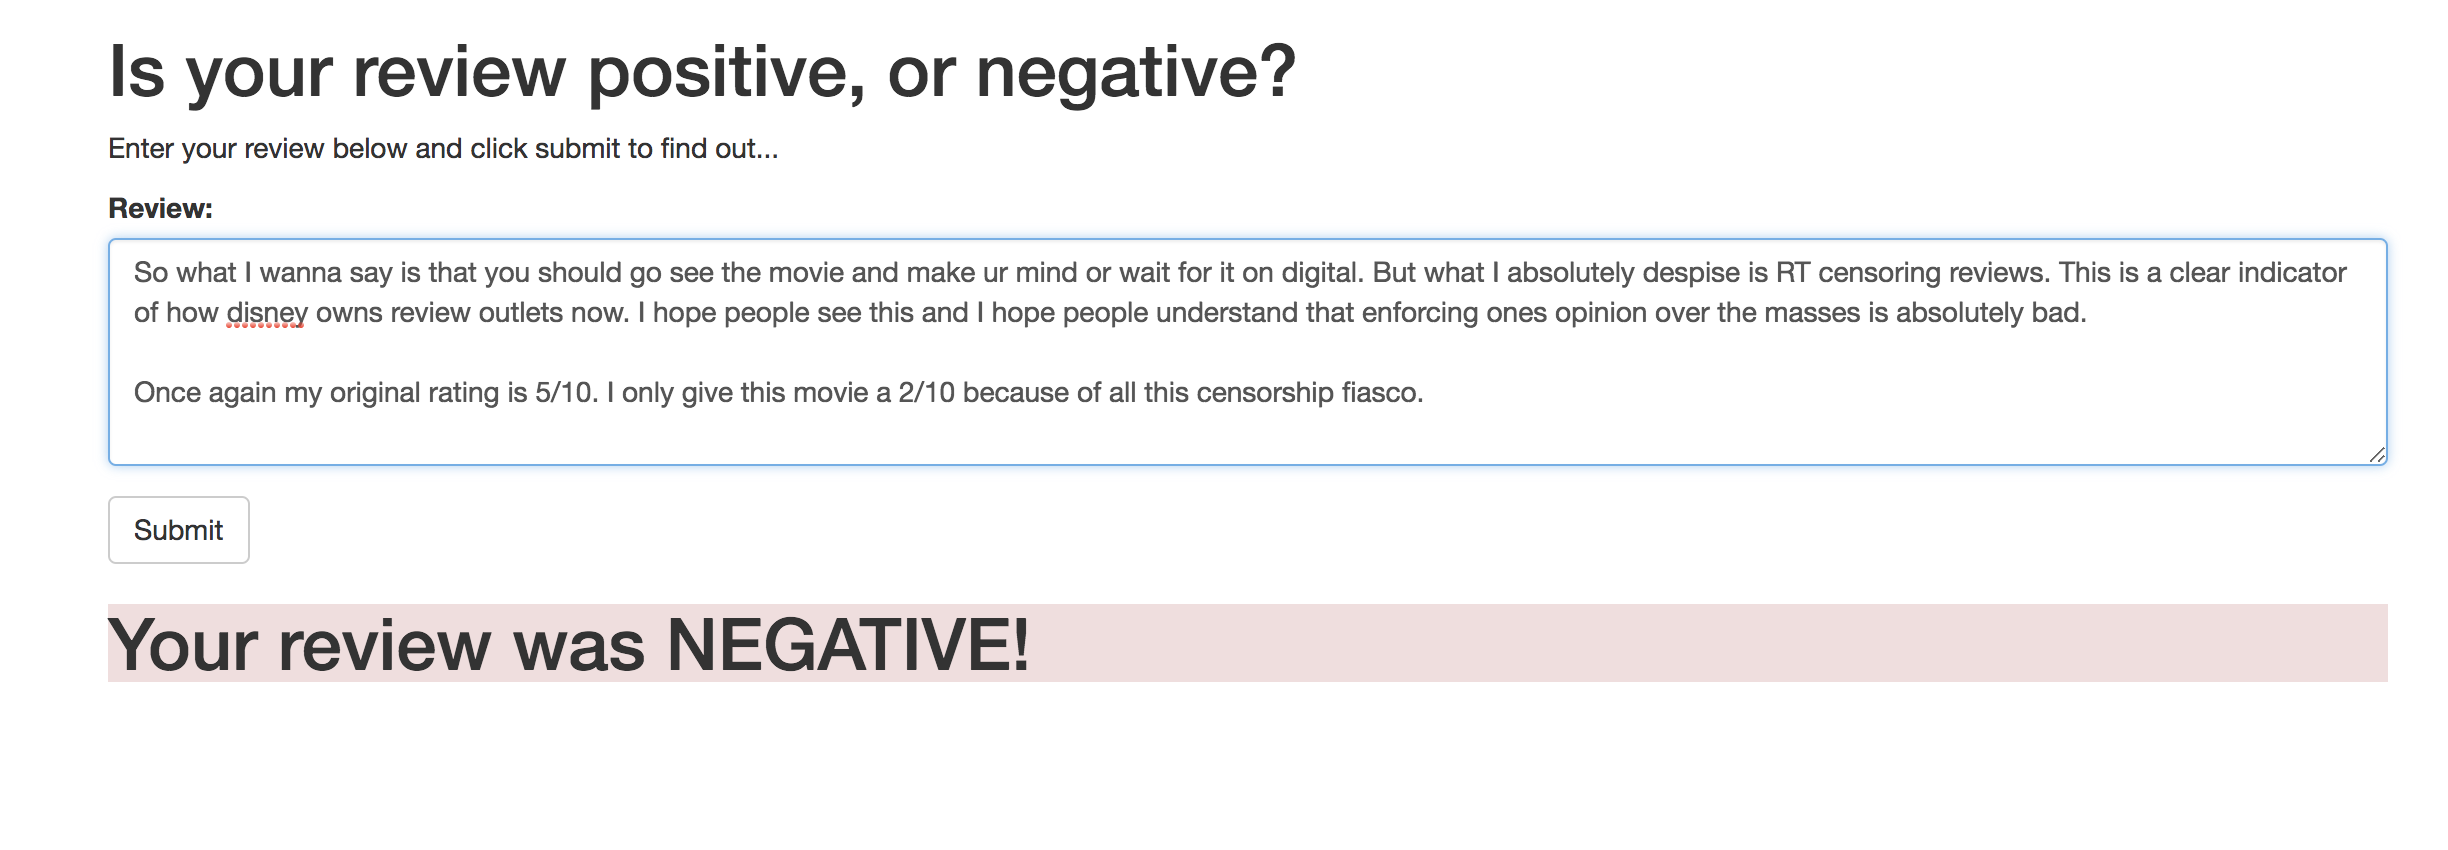 Is your review positive, or negative?
Enter your review below and click submit to find out...
Review:
So what I wanna say is that you should go see the movie and make ur mind or wait for it on digital. But what I absolutely despise is RT censoring reviews. This is a clear indicator
of how disney owns review outlets now. I hope people see this and I hope people understand that enforcing ones opinion over the masses is absolutely bad.
Once again my original rating is 5/10. I only give this movie a 2/10 because of all this censorship fiasco.
Submit
Your review was NEGATIVE!